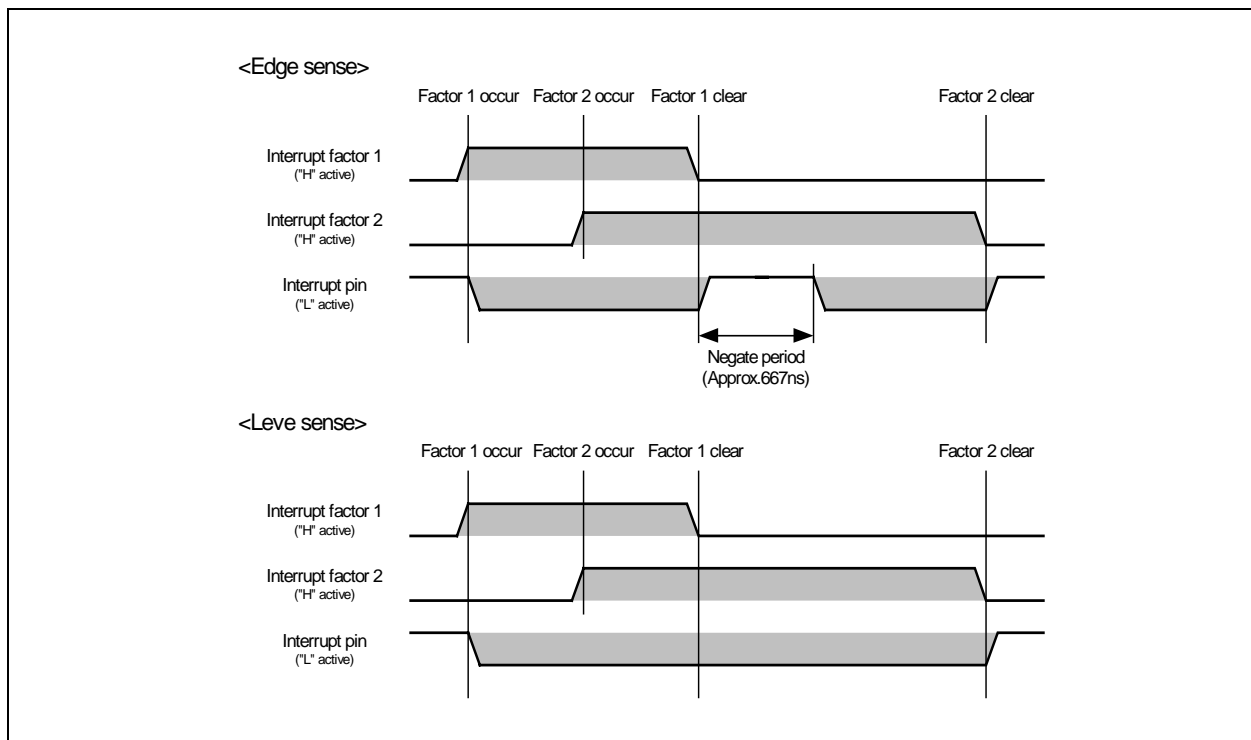 <Edge sense>
Factor 1 occur Factor 2 occur Factor 1 clear Factor 2 clear
Interrupt factor 1
("H" active)
Interrupt factor 2
("H" active)
Interrupt pin
("L" active)
Negate period
(Approx.667ns)
<Leve sense>
Factor 1 occur Factor 2 occur Factor 1 clear Factor 2 clear
Interrupt factor 1
("H" active)
Interrupt factor 2
("H" active)
Interrupt pin
("L" active)